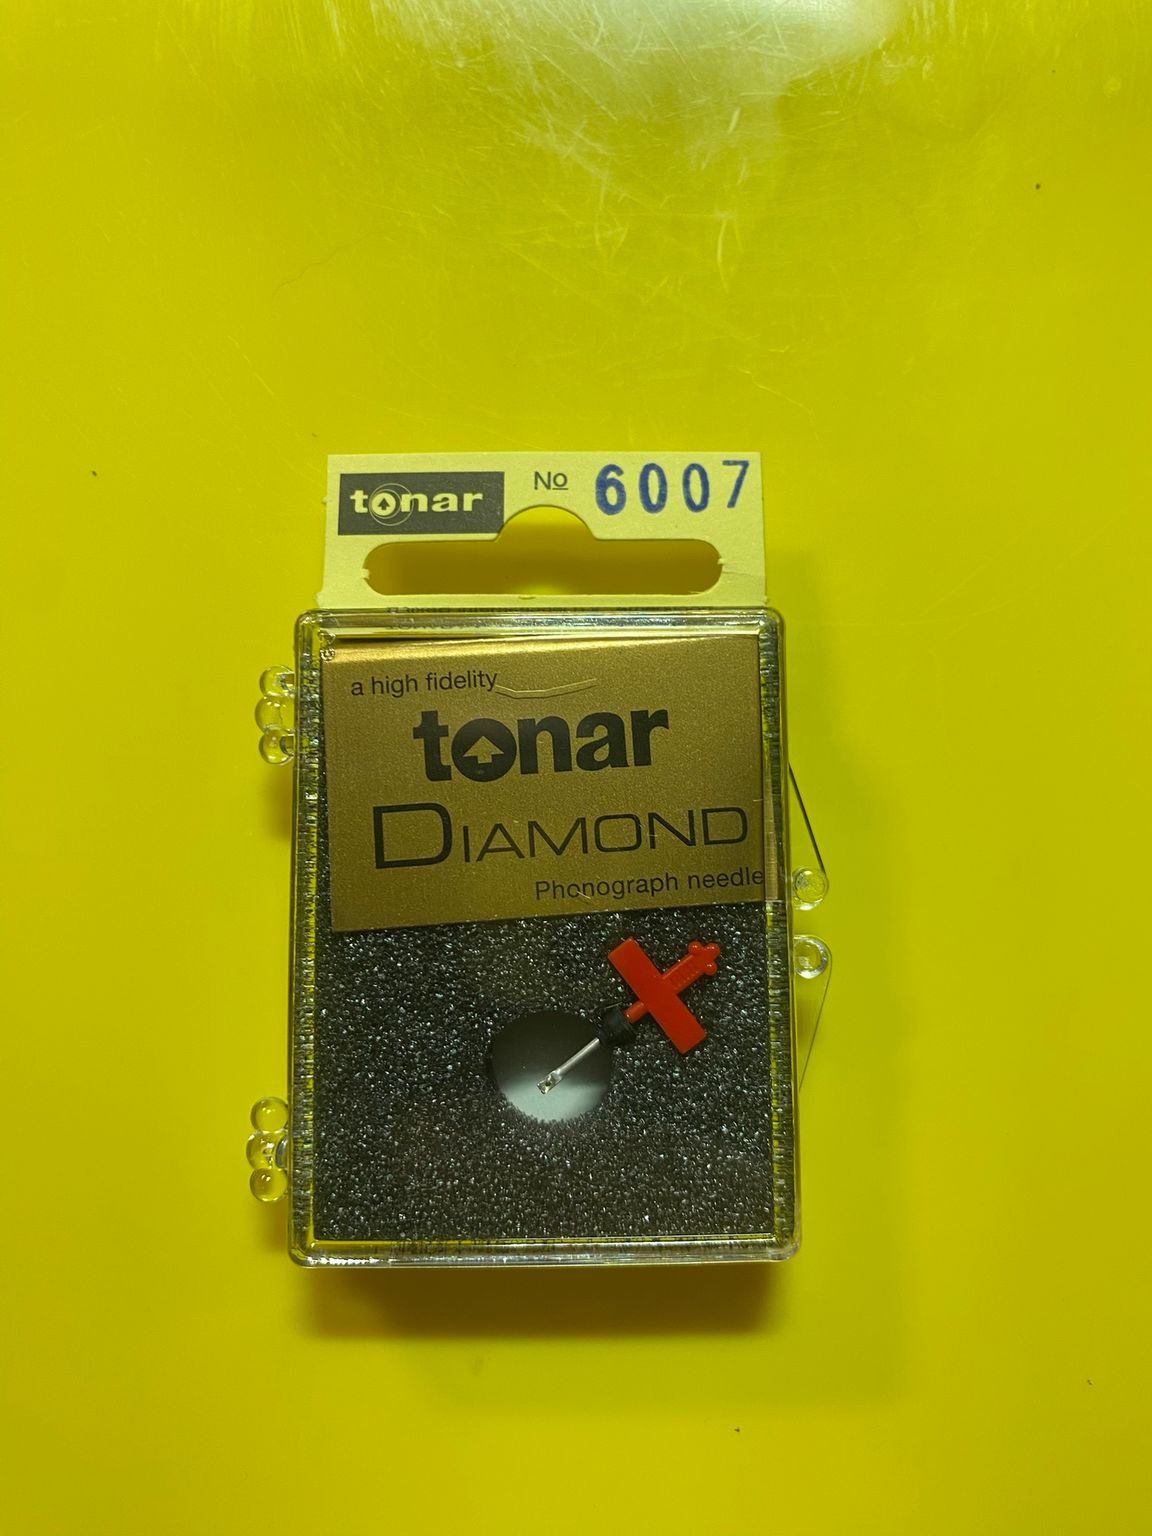 tonar No 6007
a high fidelity
tonar
DIAMOND
Phonograph needle